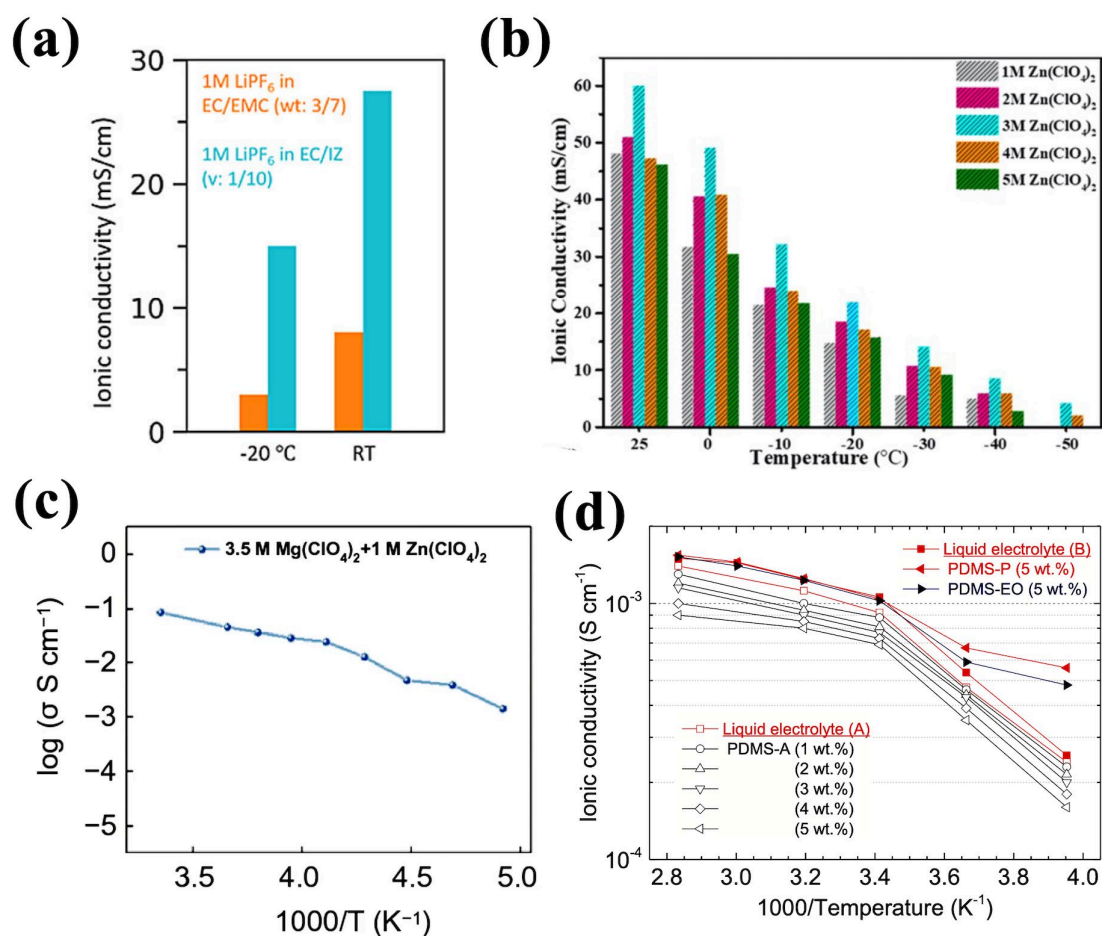 (a)
30
20
10
0
Ionic conductivity (mS/cm)
1M LiPF6 in
EC/EMC (wt: 3/7)
1M LiPF6 in EC/IZ
(v: 1/10)
-20 °C
RT
(b)
60
50
40
30
20
10
0
Ionic Conductivity (mS/cm)
1M Zn(ClO4)2
2M Zn(ClO4)2
3M Zn(ClO4)2
4M Zn(ClO4)2
5M Zn(ClO4)2
25
0
-10
-20
-30
-40
-50
Temperature (°C)
(c)
0
−1
−2
−3
−4
−5
log (σ S cm⁻¹)
3.5 M Mg(ClO4)2+1 M Zn(ClO4)2
3.5
4.0
4.5
5.0
1000/T (K⁻¹)
(d)
10⁻³
10⁻⁴
Ionic conductivity (S cm⁻¹)
Liquid electrolyte (B)
PDMS-P (5 wt.%)
PDMS-EO (5 wt.%)
Liquid electrolyte (A)
PDMS-A (1 wt.%)
(2 wt.%)
(3 wt.%)
(4 wt.%)
(5 wt.%)
2.8
3.0
3.2
3.4
3.6
3.8
4.0
1000/Temperature (K⁻¹)